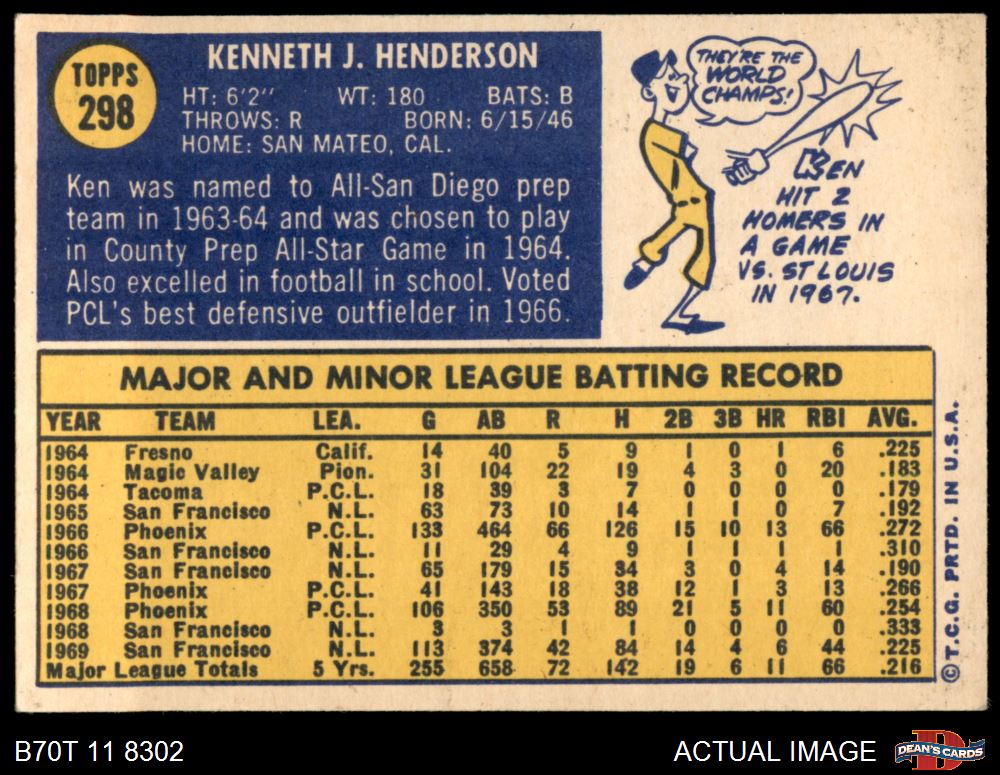 TOPPS
298
KENNETH J. HENDERSON
HT: 6'2" WT: 180 BATS: B
THROWS: R BORN: 6/15/46
HOME: SAN MATEO, CAL.
Ken was named to All-San Diego prep
team in 1963-64 and was chosen to play
in County Prep All-Star Game in 1964.
Also excelled in football in school. Voted
PCL's best defensive outfielder in 1966.
THEY'RE THE
WORLD
CHAMPS!
KEN
HIT 2
HOMERS IN
A GAME
VS. ST LOUIS
IN 1967.
MAJOR AND MINOR LEAGUE BATTING RECORD
YEAR TEAM LEA. G AB R H 2B 3B HR RBI AVG.
1964 Fresno Calif. 14 40 5 9 1 0 1 6 .225
1964 Magic Valley Pion. 31 104 22 19 4 3 0 20 .183
1964 Tacoma P.C.L. 18 39 3 7 0 0 0 0 .179
1965 San Francisco N.L. 63 73 10 14 1 1 0 7 .192
1966 Phoenix P.C.L. 133 464 66 126 15 10 13 66 .272
1966 San Francisco N.L. 11 29 4 9 1 1 1 1 .310
1967 San Francisco N.L. 65 179 15 34 3 0 4 14 .190
1967 Phoenix P.C.L. 41 143 18 38 12 1 3 13 .266
1968 Phoenix P.C.L. 106 350 53 89 21 5 11 60 .254
1968 San Francisco N.L. 3 3 1 1 0 0 0 0 .333
1969 San Francisco N.L. 113 374 42 84 14 4 6 44 .225
Major League Totals 5 Yrs. 255 658 72 142 19 6 11 66 .216
© T.C.G. PRTD. IN U.S.A.
B70T 11 8302
ACTUAL IMAGE
D
DEAN'S CARDS